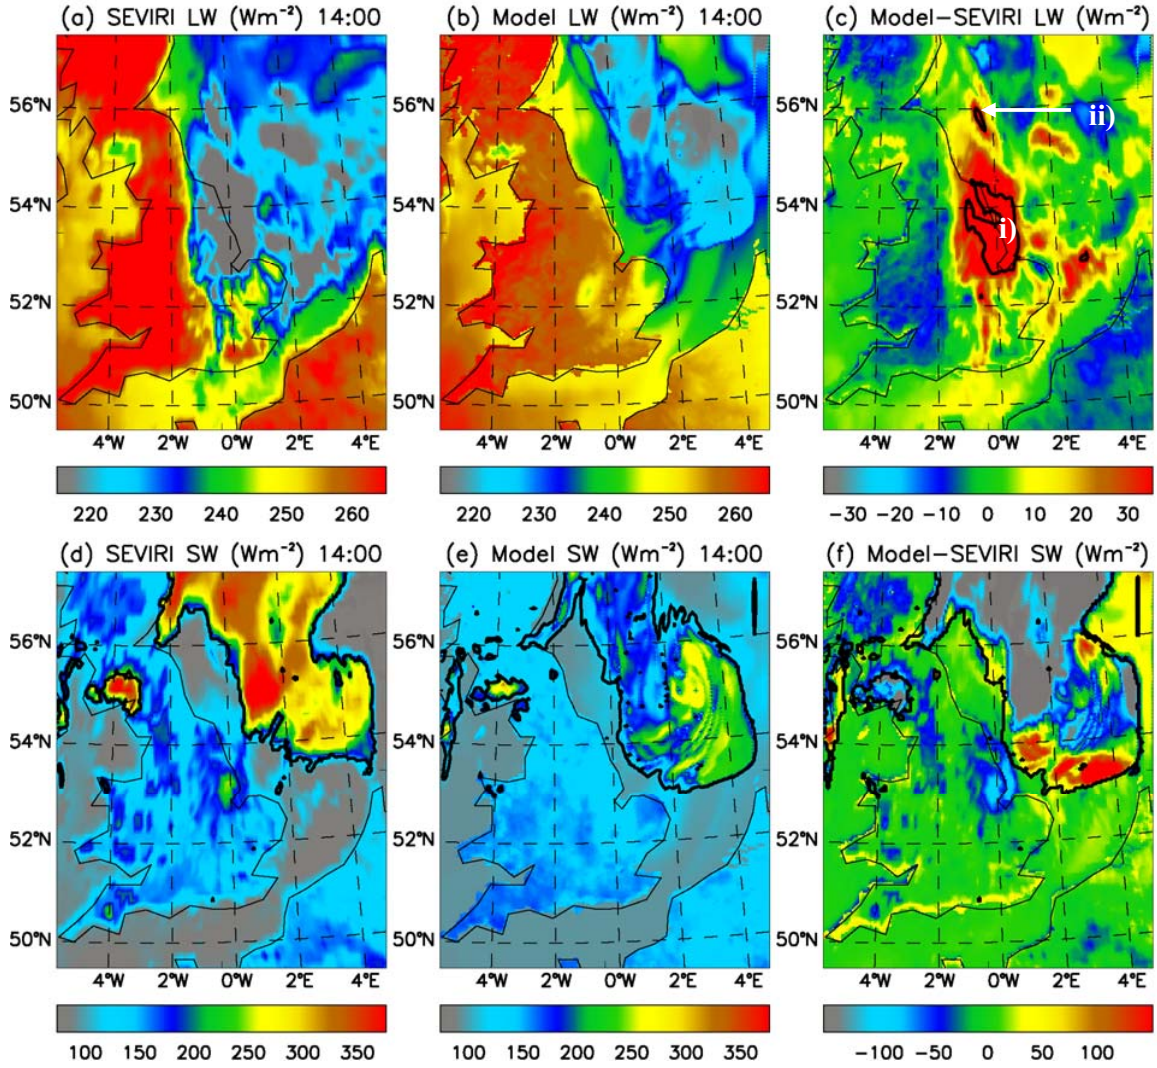 (a) SEVIRI LW (Wm⁻²) 14:00
(b) Model LW (Wm⁻²) 14:00
(c) Model−SEVIRI LW (Wm⁻²)
56°N
54°N
52°N
50°N
4°W 2°W 0°W 2°E 4°E
220 230 240 250 260
56°N
54°N
52°N
50°N
4°W 2°W 0°W 2°E 4°E
220 230 240 250 260
56°N
54°N
52°N
50°N
ii)
i)
4°W 2°W 0°W 2°E 4°E
−30 −20 −10 0 10 20 30
(d) SEVIRI SW (Wm⁻²) 14:00
(e) Model SW (Wm⁻²) 14:00
(f) Model−SEVIRI SW (Wm⁻²)
56°N
54°N
52°N
50°N
4°W 2°W 0°W 2°E 4°E
100 150 200 250 300 350
56°N
54°N
52°N
50°N
4°W 2°W 0°W 2°E 4°E
100 150 200 250 300 350
56°N
54°N
52°N
50°N
4°W 2°W 0°W 2°E 4°E
−100 −50 0 50 100